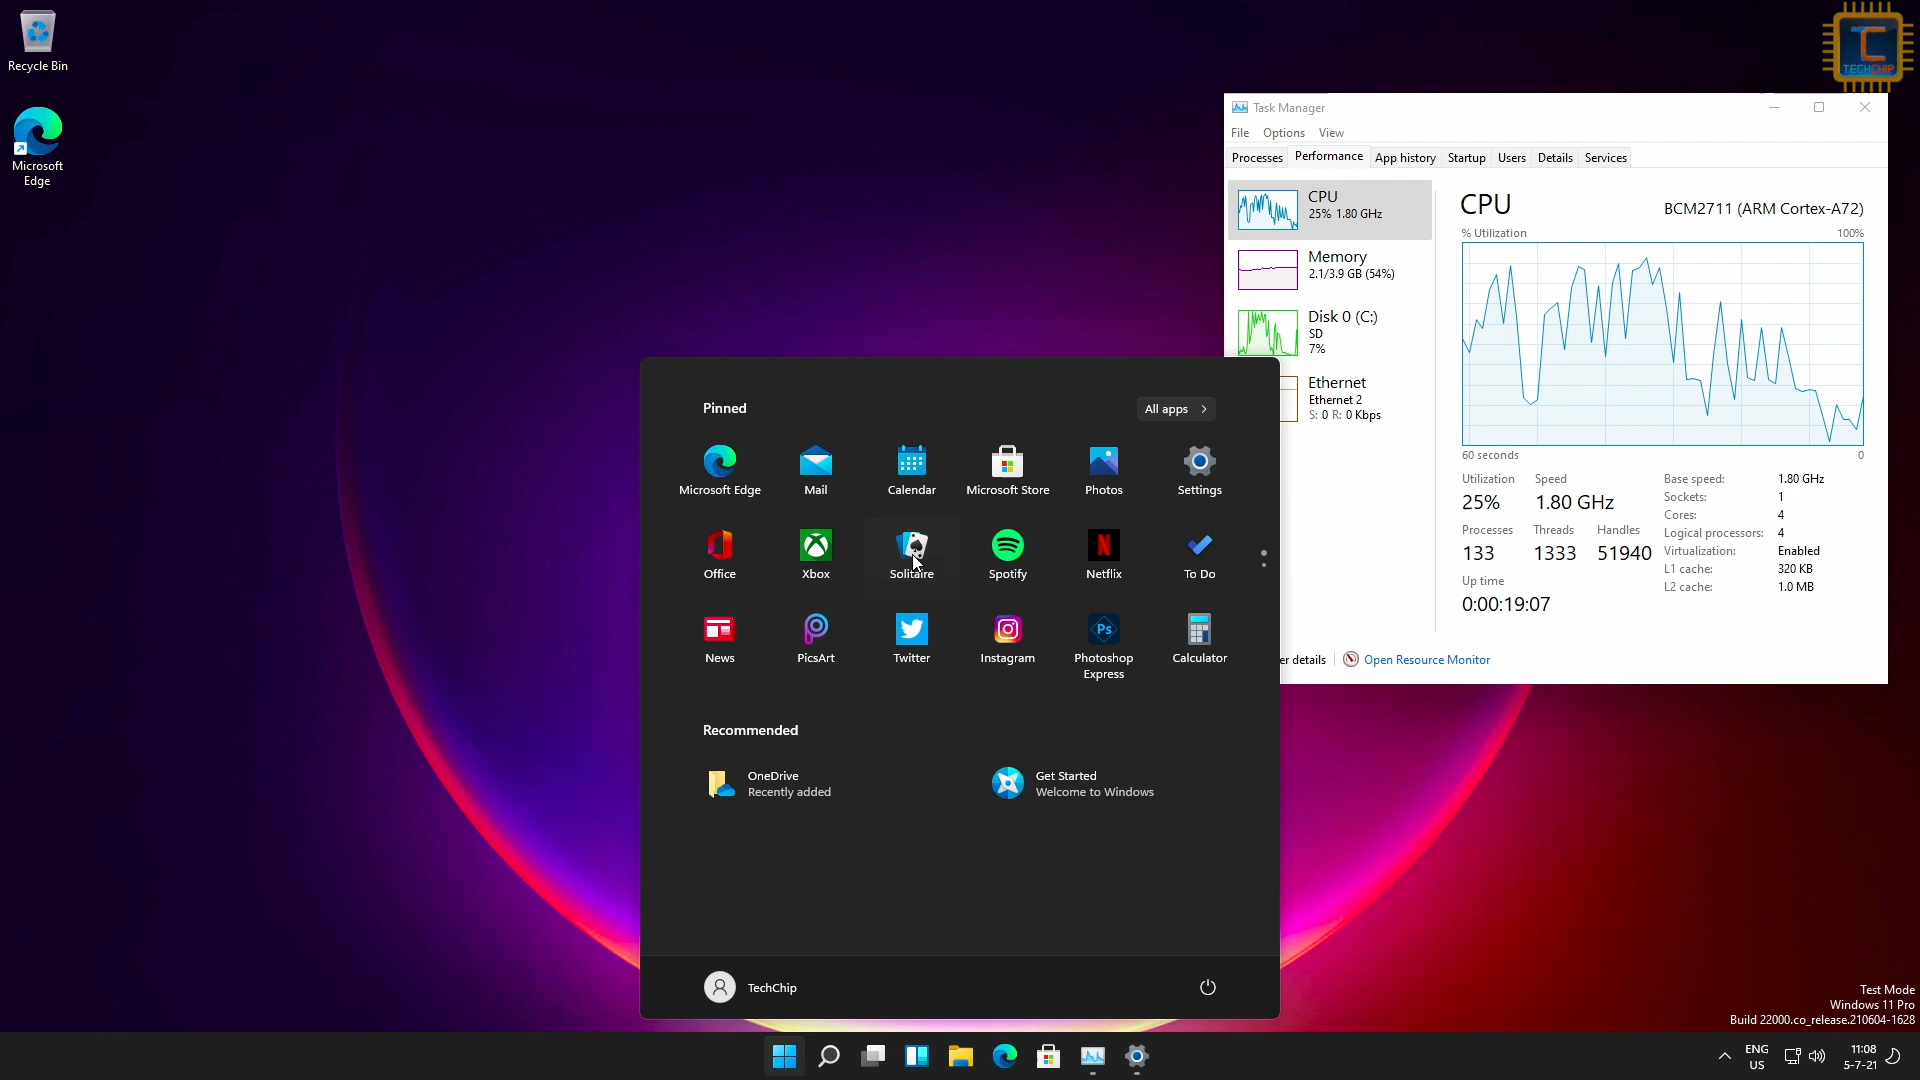 Recycle Bin
Microsoft
Edge
TC
TECHCHIP
Task Manager
File Options View
Processes Performance App history Startup Users Details Services
CPU
25% 1.80 GHz
Memory
2.1/3.9 GB (54%)
Disk 0 (C:)
SD
7%
Ethernet
Ethernet 2
S: 0 R: 0 Kbps
CPU BCM2711 (ARM Cortex-A72)
% Utilization 100%
60 seconds 0
Utilization Speed
25% 1.80 GHz
Processes Threads Handles
133 1333 51940
Up time
0:00:19:07
Base speed: 1.80 GHz
Sockets: 1
Cores: 4
Logical processors: 4
Virtualization: Enabled
L1 cache: 320 KB
L2 cache: 1.0 MB
er details Open Resource Monitor
Pinned All apps
Microsoft Edge Mail Calendar Microsoft Store Photos Settings
Office Xbox Solitaire Spotify Netflix To Do
News PicsArt Twitter Instagram Photoshop Express Calculator
Ps
Recommended
OneDrive
Recently added
Get Started
Welcome to Windows
TechChip
Test Mode
Windows 11 Pro
Build 22000.co_release.210604-1628
ENG
US
11:08
5-7-21